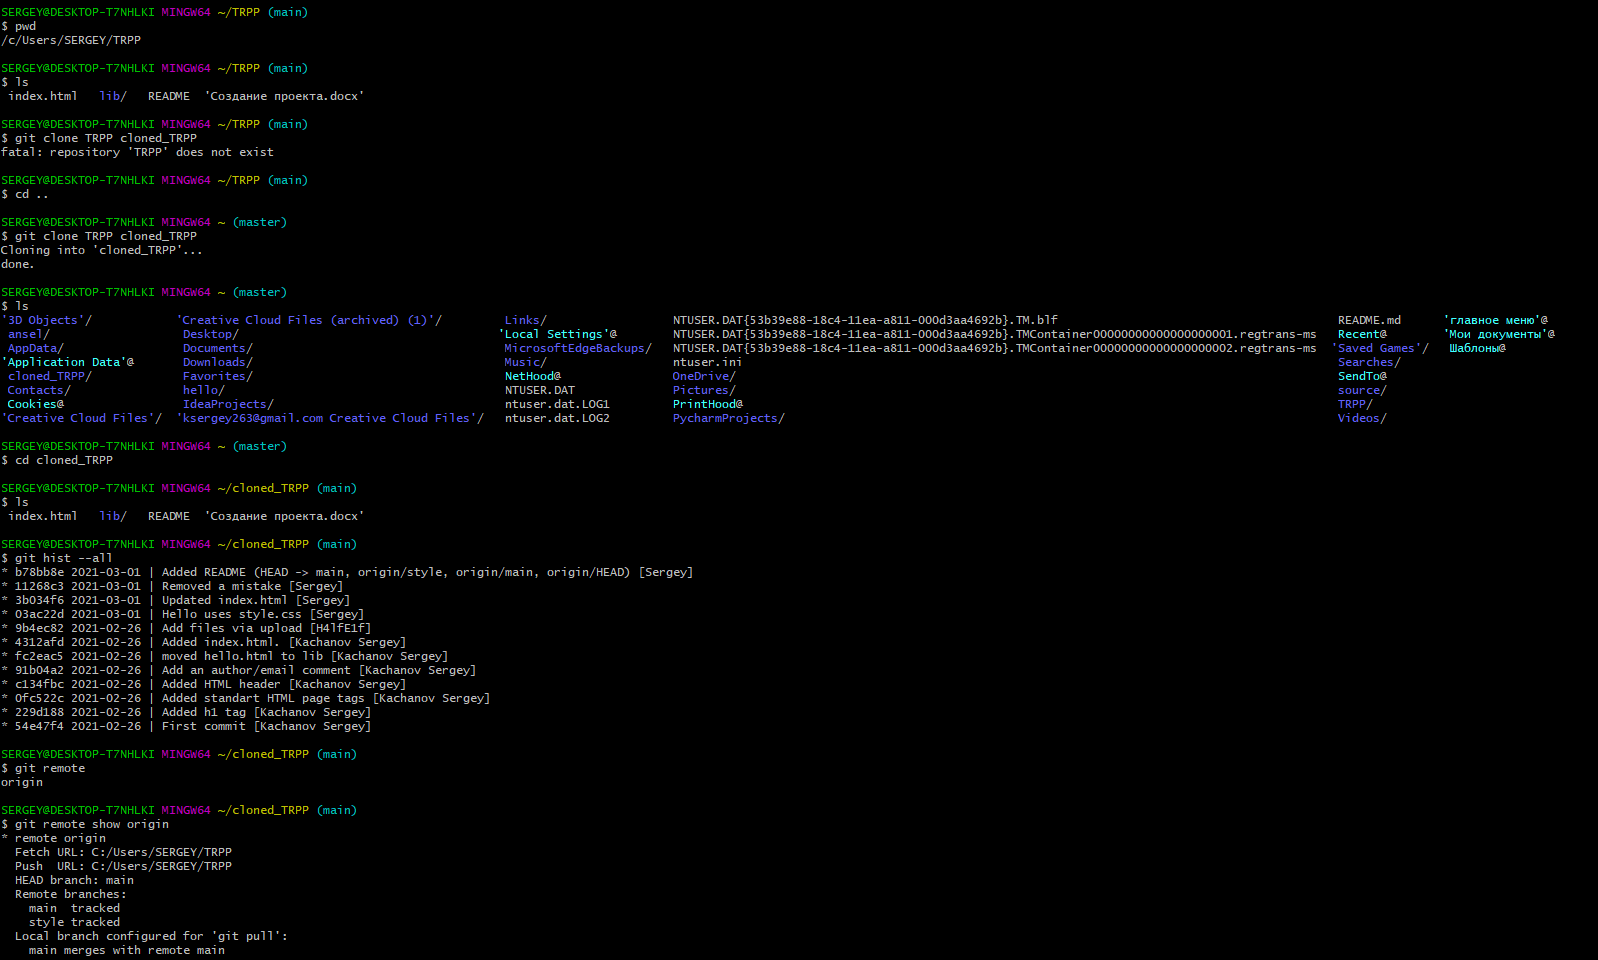 SERGEY@DESKTOP-T7NHLKI MINGW64 ~/TRPP (main)
$ pwd
/c/Users/SERGEY/TRPP

SERGEY@DESKTOP-T7NHLKI MINGW64 ~/TRPP (main)
$ ls
 index.html   lib/   README  'Создание проекта.docx'

SERGEY@DESKTOP-T7NHLKI MINGW64 ~/TRPP (main)
$ git clone TRPP cloned_TRPP
fatal: repository 'TRPP' does not exist

SERGEY@DESKTOP-T7NHLKI MINGW64 ~/TRPP (main)
$ cd ..

SERGEY@DESKTOP-T7NHLKI MINGW64 ~ (master)
$ git clone TRPP cloned_TRPP
Cloning into 'cloned_TRPP'...
done.

SERGEY@DESKTOP-T7NHLKI MINGW64 ~ (master)
$ ls
'3D Objects'/ 'Creative Cloud Files (archived) (1)'/ Links/ NTUSER.DAT{53b39e88-18c4-11ea-a811-000d3aa4692b}.TM.blf README.md 'главное меню'@
ansel/ Desktop/ 'Local Settings'@ NTUSER.DAT{53b39e88-18c4-11ea-a811-000d3aa4692b}.TMContainer00000000000000000001.regtrans-ms Recent@ 'Мои документы'@
AppData/ Documents/ MicrosoftEdgeBackups/ NTUSER.DAT{53b39e88-18c4-11ea-a811-000d3aa4692b}.TMContainer00000000000000000002.regtrans-ms 'Saved Games'/ Шаблоны@
'Application Data'@ Downloads/ Music/ ntuser.ini Searches/
cloned_TRPP/ Favorites/ NetHood@ OneDrive/ SendTo@
Contacts/ hello/ NTUSER.DAT Pictures/ source/
Cookies@ IdeaProjects/ ntuser.dat.LOG1 PrintHood@ TRPP/
'Creative Cloud Files'/ 'ksergey263@gmail.com Creative Cloud Files'/ ntuser.dat.LOG2 PycharmProjects/ Videos/

SERGEY@DESKTOP-T7NHLKI MINGW64 ~ (master)
$ cd cloned_TRPP

SERGEY@DESKTOP-T7NHLKI MINGW64 ~/cloned_TRPP (main)
$ ls
 index.html   lib/   README  'Создание проекта.docx'

SERGEY@DESKTOP-T7NHLKI MINGW64 ~/cloned_TRPP (main)
$ git hist --all
* b78bb8e 2021-03-01 | Added README (HEAD -> main, origin/style, origin/main, origin/HEAD) [Sergey]
* 11268c3 2021-03-01 | Removed a mistake [Sergey]
* 3b034f6 2021-03-01 | Updated index.html [Sergey]
* 03ac22d 2021-03-01 | Hello uses style.css [Sergey]
* 9b4ec82 2021-02-26 | Add files via upload [H4lfE1f]
* 4312afd 2021-02-26 | Added index.html. [Kachanov Sergey]
* fc2eac5 2021-02-26 | moved hello.html to lib [Kachanov Sergey]
* 91b04a2 2021-02-26 | Add an author/email comment [Kachanov Sergey]
* c134fbc 2021-02-26 | Added HTML header [Kachanov Sergey]
* 0fc522c 2021-02-26 | Added standart HTML page tags [Kachanov Sergey]
* 229d188 2021-02-26 | Added h1 tag [Kachanov Sergey]
* 54e47f4 2021-02-26 | First commit [Kachanov Sergey]

SERGEY@DESKTOP-T7NHLKI MINGW64 ~/cloned_TRPP (main)
$ git remote
origin

SERGEY@DESKTOP-T7NHLKI MINGW64 ~/cloned_TRPP (main)
$ git remote show origin
* remote origin
  Fetch URL: C:/Users/SERGEY/TRPP
  Push  URL: C:/Users/SERGEY/TRPP
  HEAD branch: main
  Remote branches:
    main  tracked
    style tracked
  Local branch configured for 'git pull':
    main merges with remote main